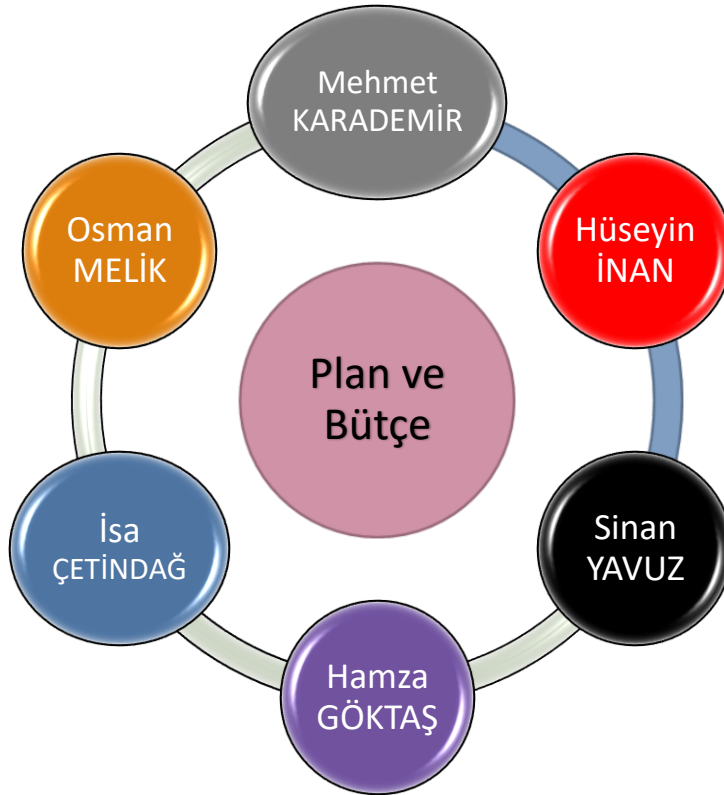 Mehmet
KARADEMİR
Hüseyin
İNAN
Sinan
YAVUZ
Hamza
GÖKTAŞ
İsa
ÇETİNDAĞ
Osman
MELİK
Plan ve
Bütçe